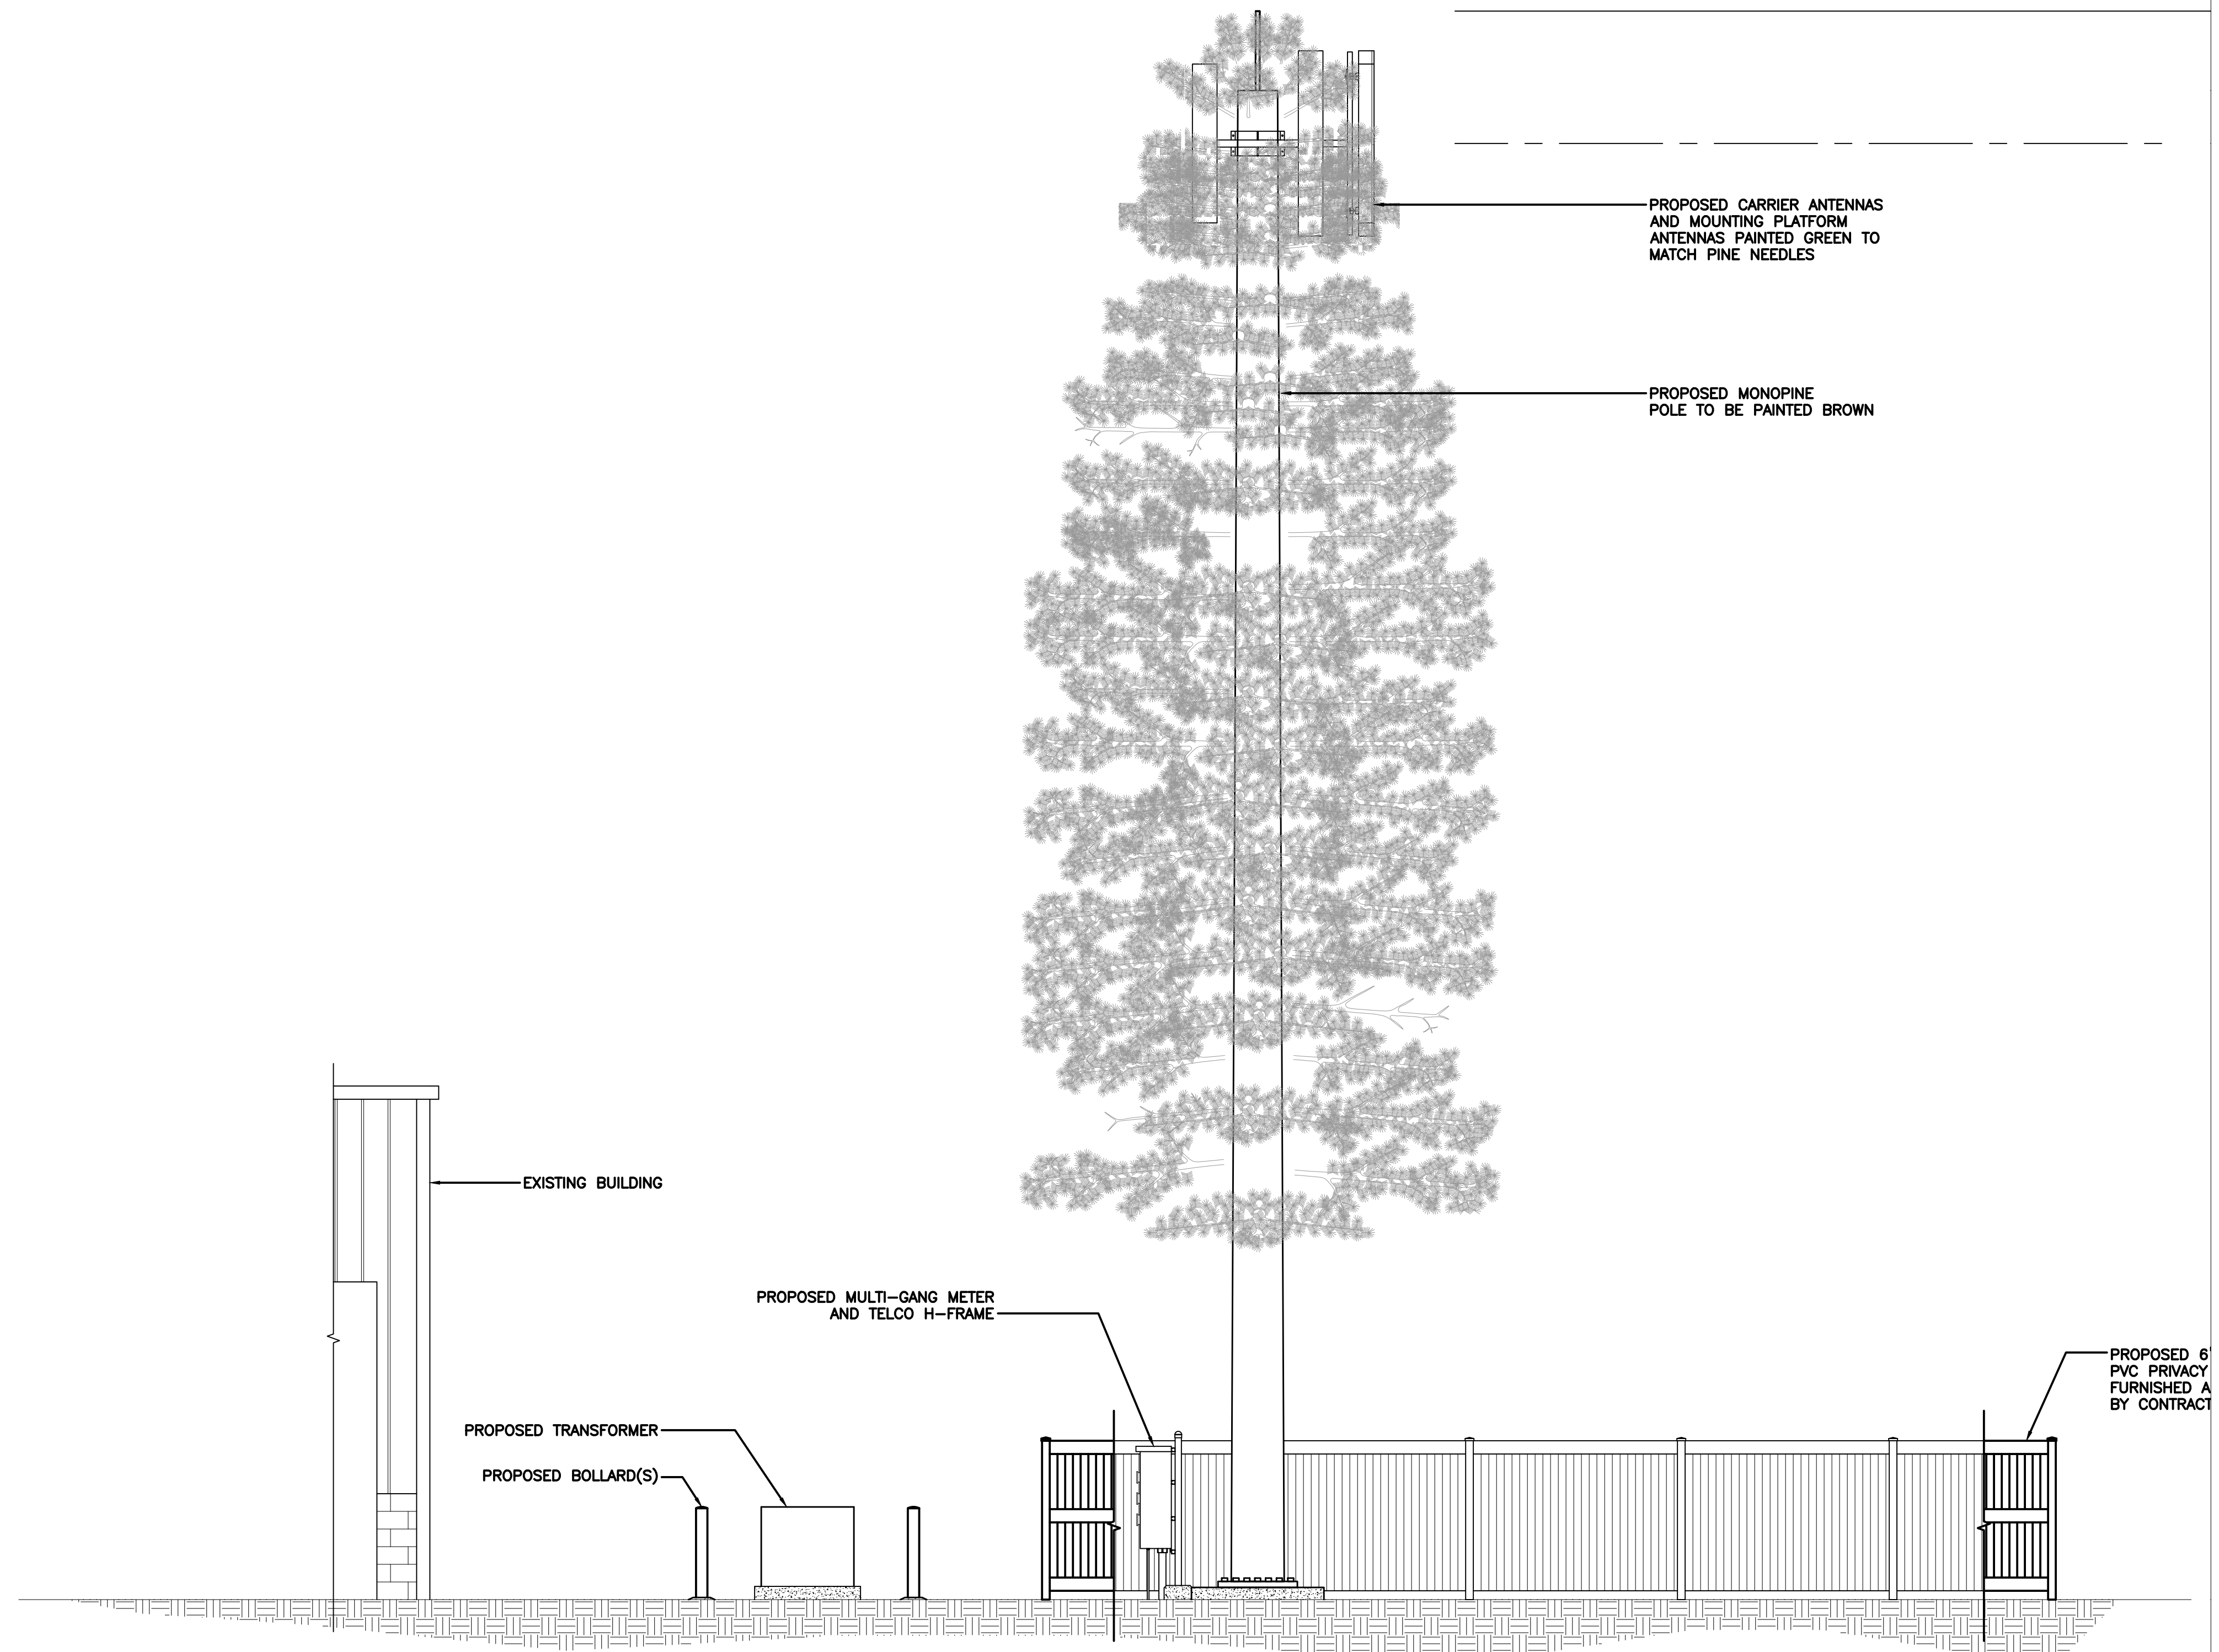 PROPOSED CARRIER ANTENNAS
AND MOUNTING PLATFORM
ANTENNAS PAINTED GREEN TO
MATCH PINE NEEDLES
PROPOSED MONOPINE
POLE TO BE PAINTED BROWN
EXISTING BUILDING
PROPOSED MULTI-GANG METER
AND TELCO H-FRAME
PROPOSED 6'
PVC PRIVACY
FURNISHED A
BY CONTRACT
PROPOSED TRANSFORMER
PROPOSED BOLLARD(S)